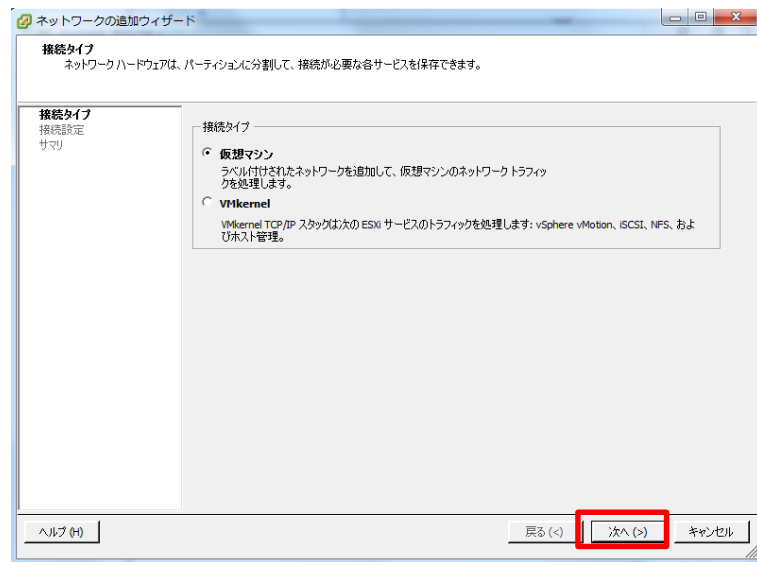 ネットワークの追加ウィザード
接続タイプ
ネットワーク ハードウェアは、パーティションに分割して、接続が必要な各サービスを保存できます。
接続タイプ
接続設定
サマリ
接続タイプ
仮想マシン
ラベル付けされたネットワークを追加して、仮想マシンのネットワーク トラフィッ
クを処理します。
VMkernel
VMkernel TCP/IP スタックは次の ESXi サービスのトラフィックを処理します: vSphere vMotion、iSCSI、NFS、およ
びホスト管理。
ヘルプ (H)
戻る (<)
次へ (>)
キャンセル